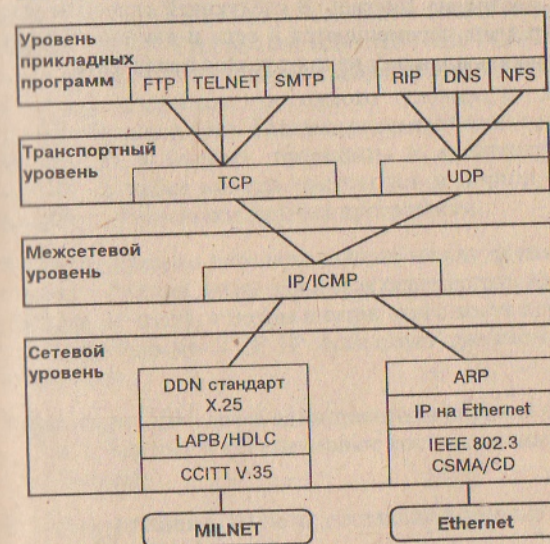 Уровень
прикладных
программ
FTP TELNET SMTP RIP DNS NFS
Транспортный
уровень
TCP UDP
Межсетевой
уровень
IP/ICMP
Сетевой
уровень
DDN стандарт
X.25
LAPB/HDLC
CCITT V.35
ARP
IP на Ethernet
IEEE 802.3
CSMA/CD
MILNET
Ethernet